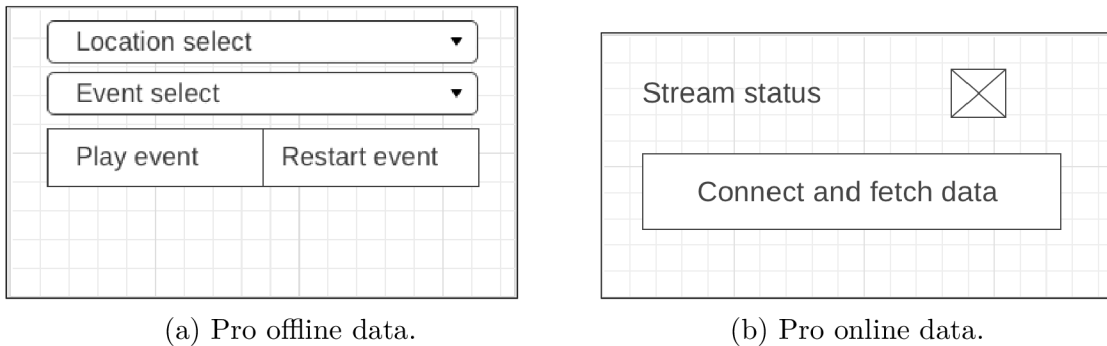 Location select
Event select
Play event
Restart event
(a) Pro offline data.
Stream status
Connect and fetch data
(b) Pro online data.